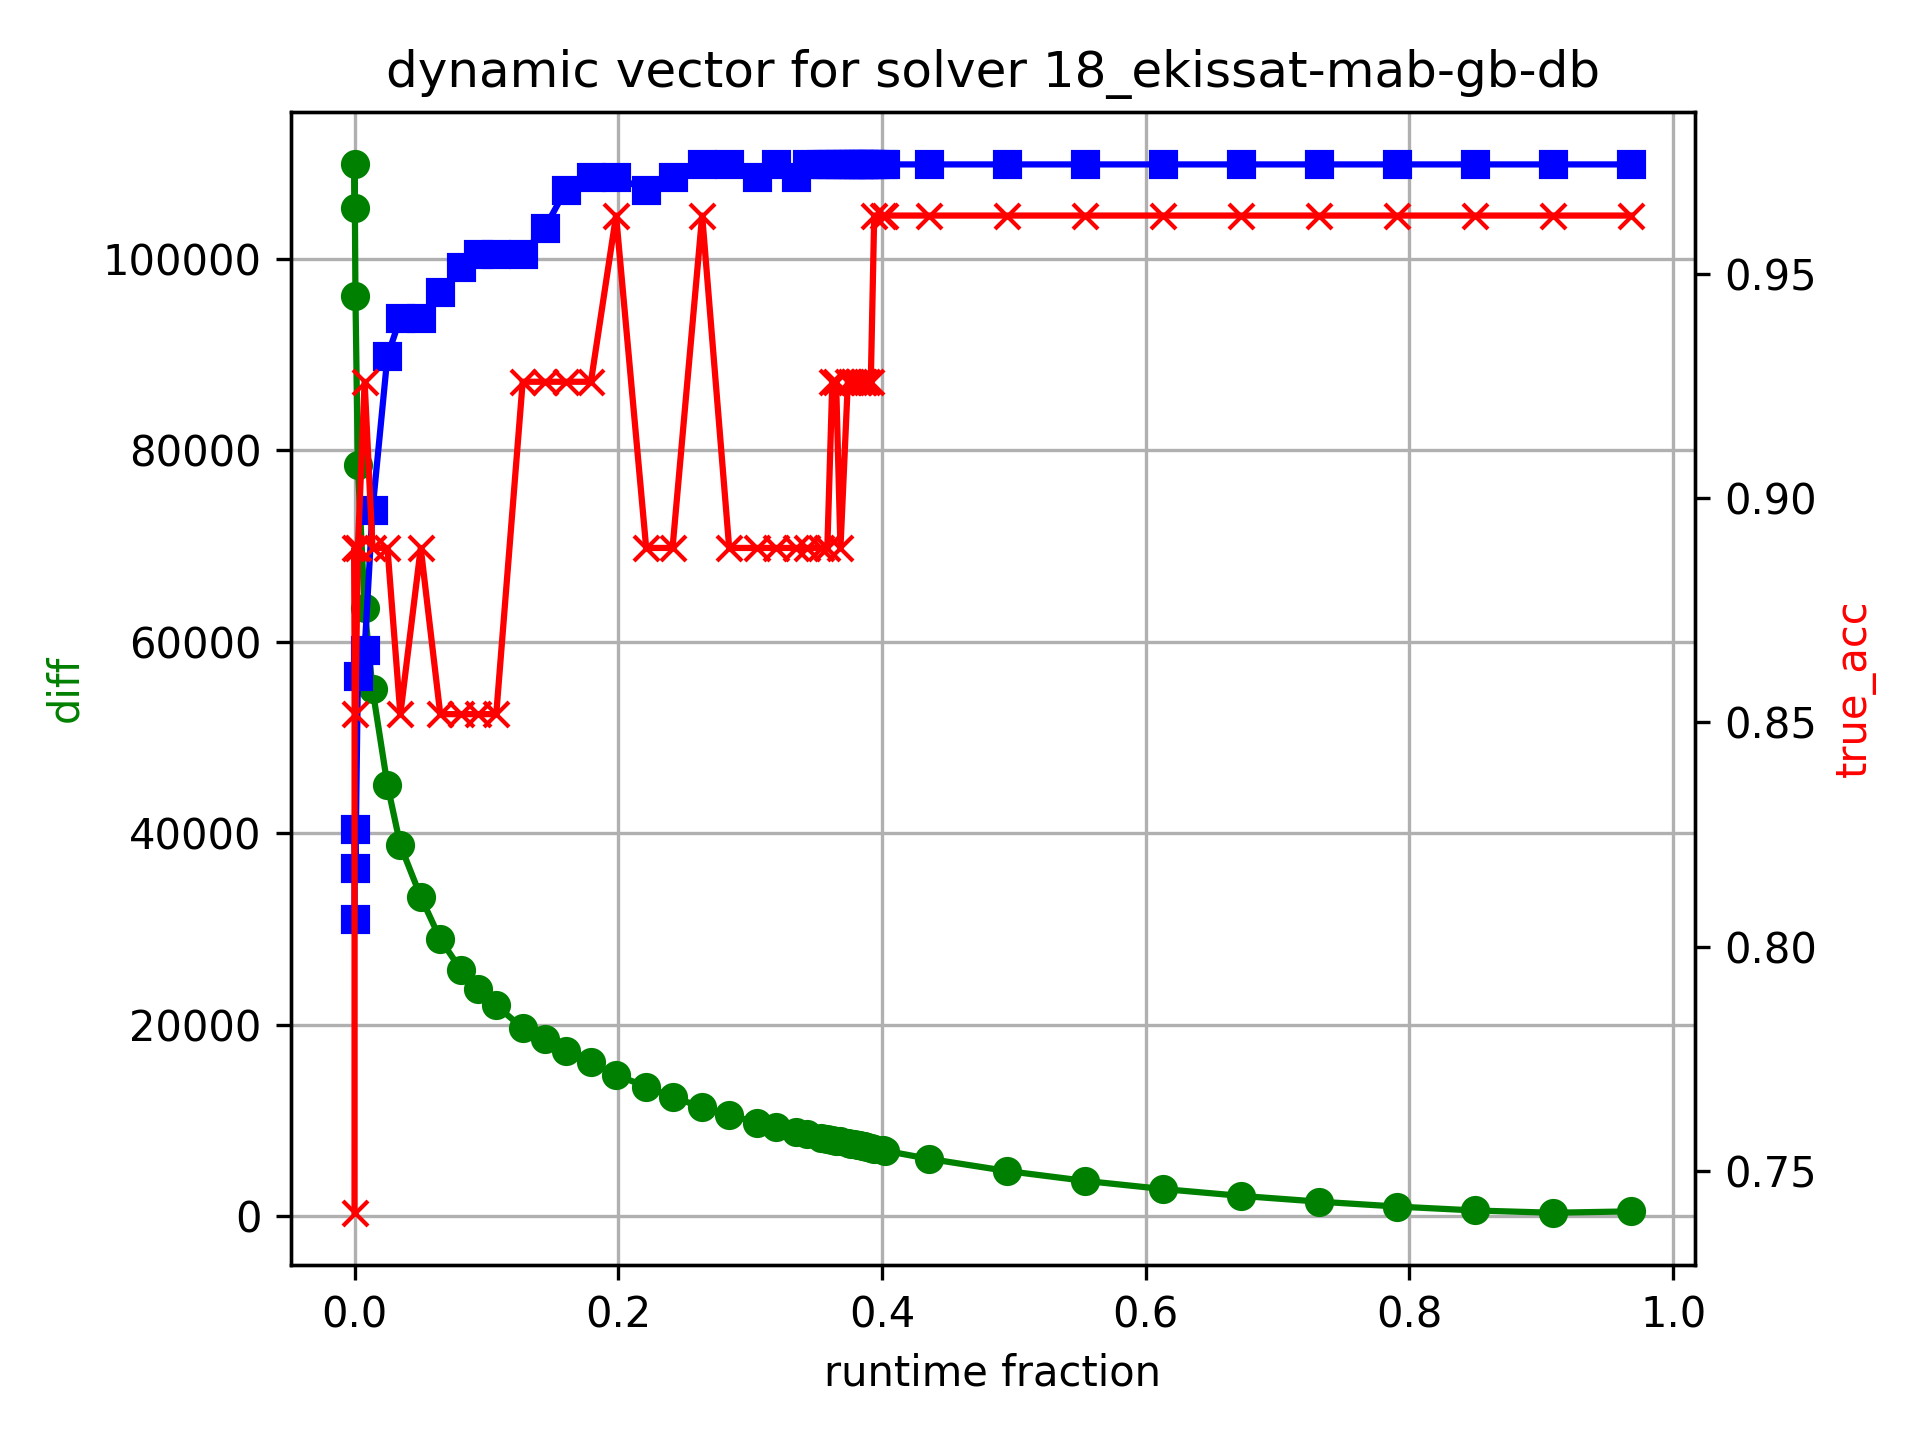 dynamic vector for solver 18_ekissat-mab-gb-db
diff
100000
80000
60000
40000
20000
0
0.95
0.90
0.85
0.80
0.75
true_acc
0.0 0.2 0.4 0.6 0.8 1.0
runtime fraction